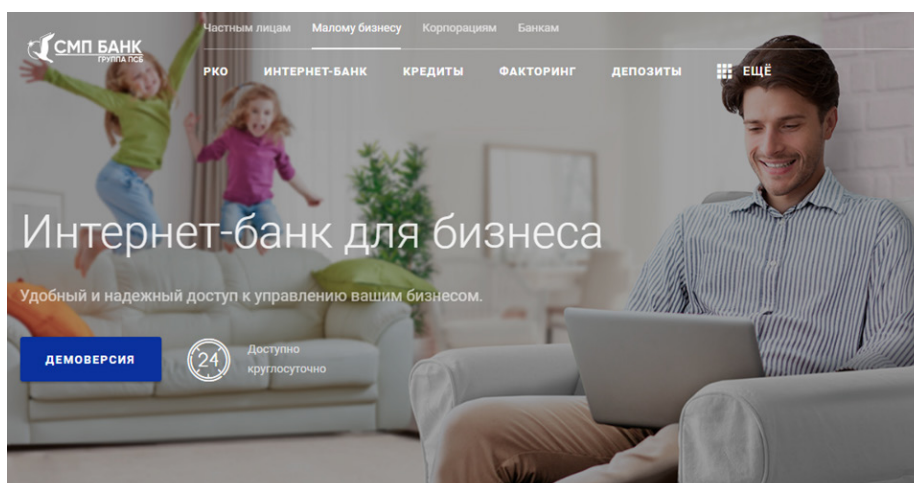 Частным лицам Малому бизнесу Корпорациям Банкам
СМП БАНК
ГРУППА ПСБ
РКО ИНТЕРНЕТ-БАНК КРЕДИТЫ ФАКТОРИНГ ДЕПОЗИТЫ ЕЩЁ
Интернет-банк для бизнеса
Удобный и надежный доступ к управлению вашим бизнесом.
ДЕМОВЕРСИЯ
24
Доступно
круглосуточно